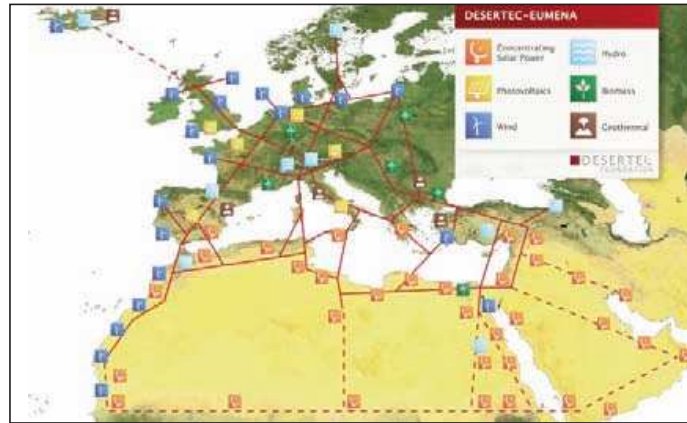 DESERTEC-EUMENA
Concentrating
Solar Power
Hydro
Photovoltaics
Biomass
Wind
Geothermal
DESERTEC
FOUNDATION